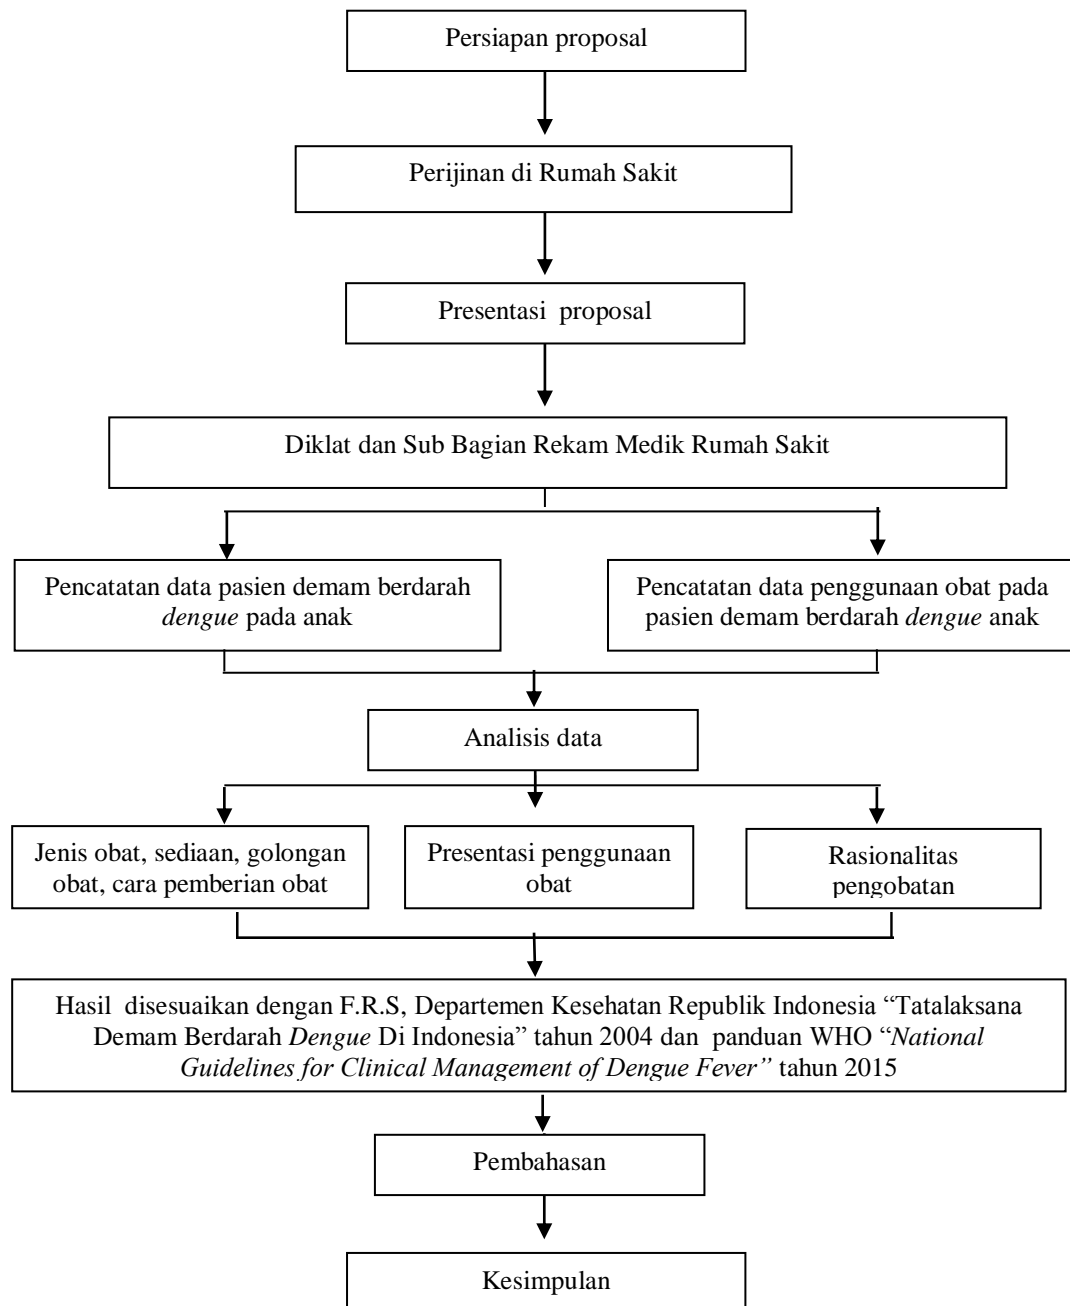 Persiapan proposal
Perijinan di Rumah Sakit
Presentasi proposal
Diklat dan Sub Bagian Rekam Medik Rumah Sakit
Pencatatan data pasien demam berdarah
dengue pada anak
Pencatatan data penggunaan obat pada
pasien demam berdarah dengue anak
Analisis data
Jenis obat, sediaan, golongan
obat, cara pemberian obat
Presentasi penggunaan
obat
Rasionalitas
pengobatan
Hasil disesuaikan dengan F.R.S, Departemen Kesehatan Republik Indonesia “Tatalaksana
Demam Berdarah Dengue Di Indonesia” tahun 2004 dan panduan WHO “National
Guidelines for Clinical Management of Dengue Fever” tahun 2015
Pembahasan
Kesimpulan